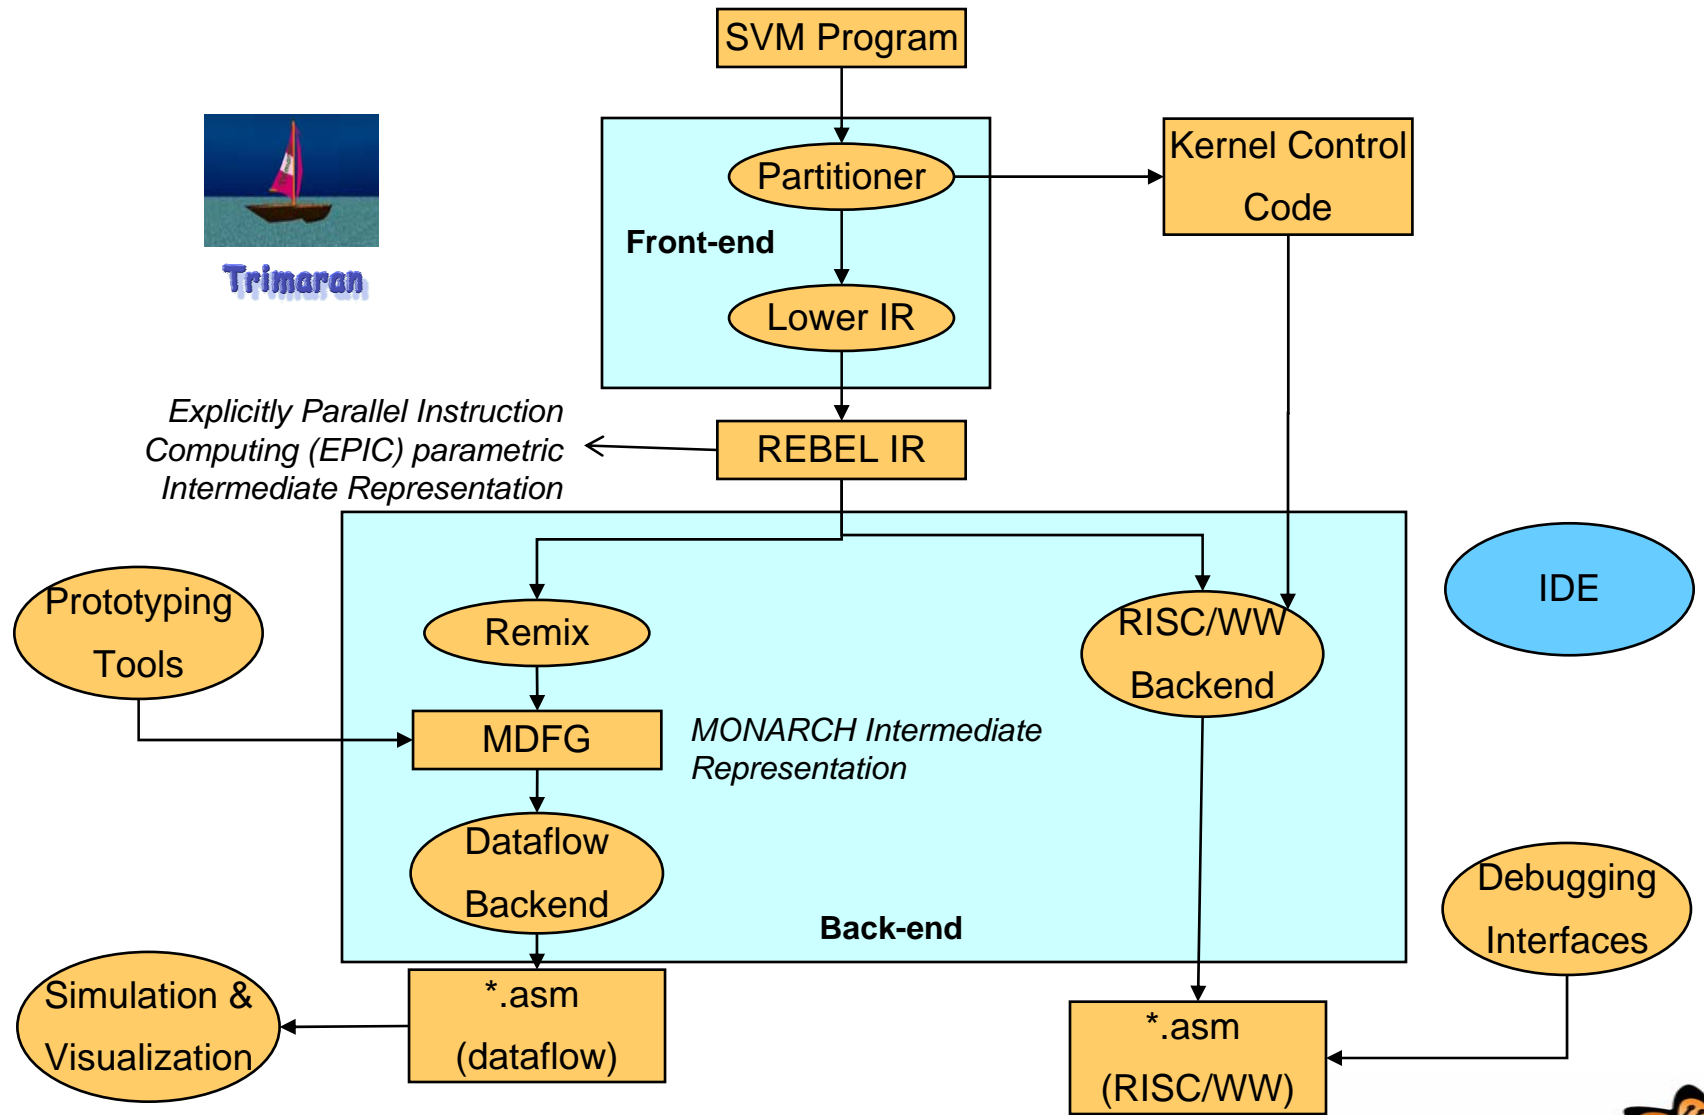 SVM Program
Partitioner
Kernel Control
Code
Front-end
Trimaran
Lower IR
Explicitly Parallel Instruction
Computing (EPIC) parametric
Intermediate Representation
REBEL IR
Prototyping
Tools
Remix
RISC/WW
Backend
IDE
MDFG
MONARCH Intermediate
Representation
Dataflow
Backend
Back-end
Debugging
Interfaces
Simulation &
Visualization
*.asm
(dataflow)
*.asm
(RISC/WW)